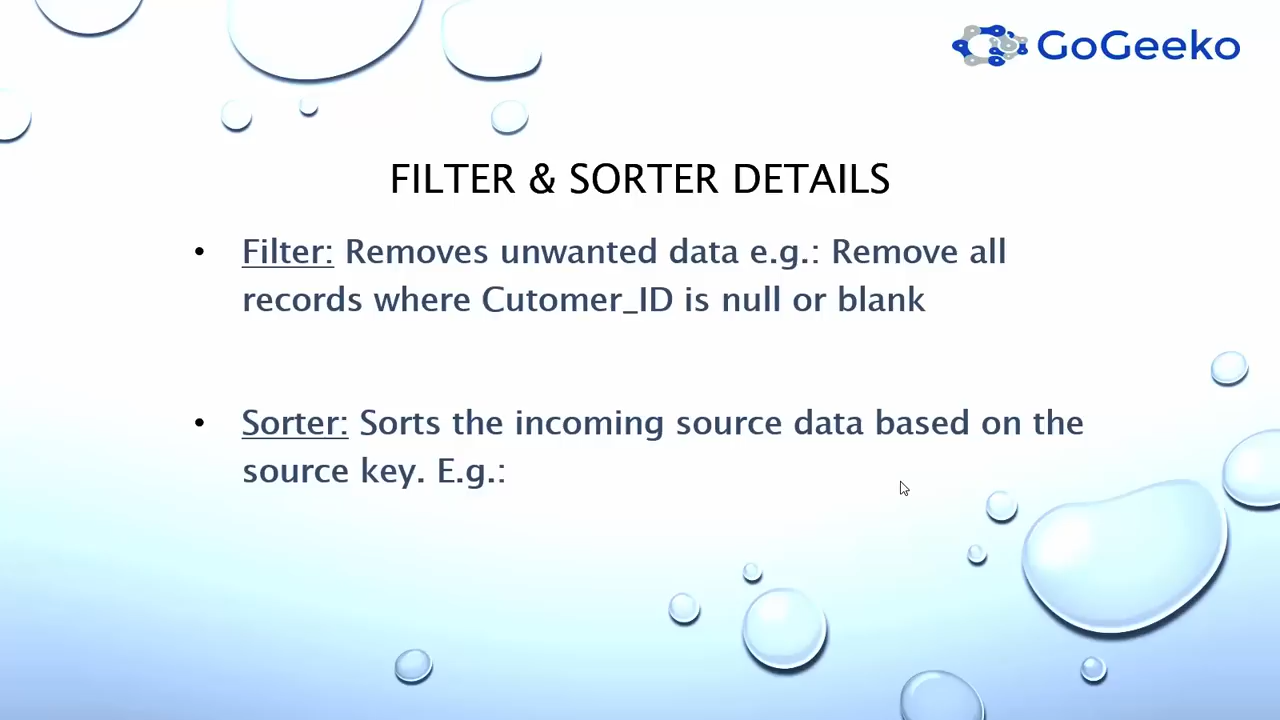 GoGeeko
FILTER & SORTER DETAILS
• Filter: Removes unwanted data e.g.: Remove all
records where Cutomer_ID is null or blank
• Sorter: Sorts the incoming source data based on the
source key. E.g.: